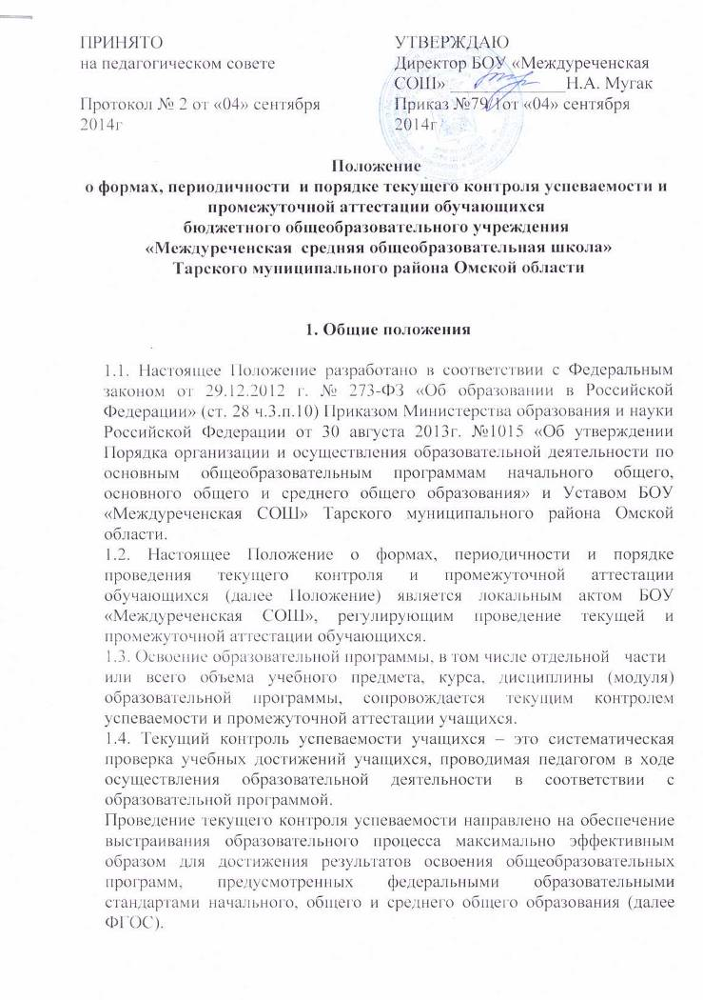 ПРИНЯТО
на педагогическом совете
Протокол № 2 от «04» сентября
2014г
УТВЕРЖДАЮ
Директор БОУ «Междуреченская
СОШ» _____________Н.А. Мугак
Приказ №79/1от «04» сентября
2014г
Положение
о формах, периодичности и порядке текущего контроля успеваемости и
промежуточной аттестации обучающихся
бюджетного общеобразовательного учреждения
«Междуреченская средняя общеобразовательная школа»
Тарского муниципального района Омской области
1. Общие положения
1.1. Настоящее Положение разработано в соответствии с Федеральным
законом от 29.12.2012 г. № 273-ФЗ «Об образовании в Российской
Федерации» (ст. 28 ч.3.п.10) Приказом Министерства образования и науки
Российской Федерации от 30 августа 2013г. №1015 «Об утверждении
Порядка организации и осуществления образовательной деятельности по
основным общеобразовательным программам начального общего,
основного общего и среднего общего образования» и Уставом БОУ
«Междуреченская СОШ» Тарского муниципального района Омской
области.
1.2. Настоящее Положение о формах, периодичности и порядке
проведения текущего контроля и промежуточной аттестации
обучающихся (далее Положение) является локальным актом БОУ
«Междуреченская СОШ», регулирующим проведение текущей и
промежуточной аттестации обучающихся.
1.3. Освоение образовательной программы, в том числе отдельной части
или всего объема учебного предмета, курса, дисциплины (модуля)
образовательной программы, сопровождается текущим контролем
успеваемости и промежуточной аттестации учащихся.
1.4. Текущий контроль успеваемости учащихся – это систематическая
проверка учебных достижений учащихся, проводимая педагогом в ходе
осуществления образовательной деятельности в соответствии с
образовательной программой.
Проведение текущего контроля успеваемости направлено на обеспечение
выстраивания образовательного процесса максимально эффективным
образом для достижения результатов освоения общеобразовательных
программ, предусмотренных федеральными образовательными
стандартами начального, общего и среднего общего образования (далее
ФГОС).